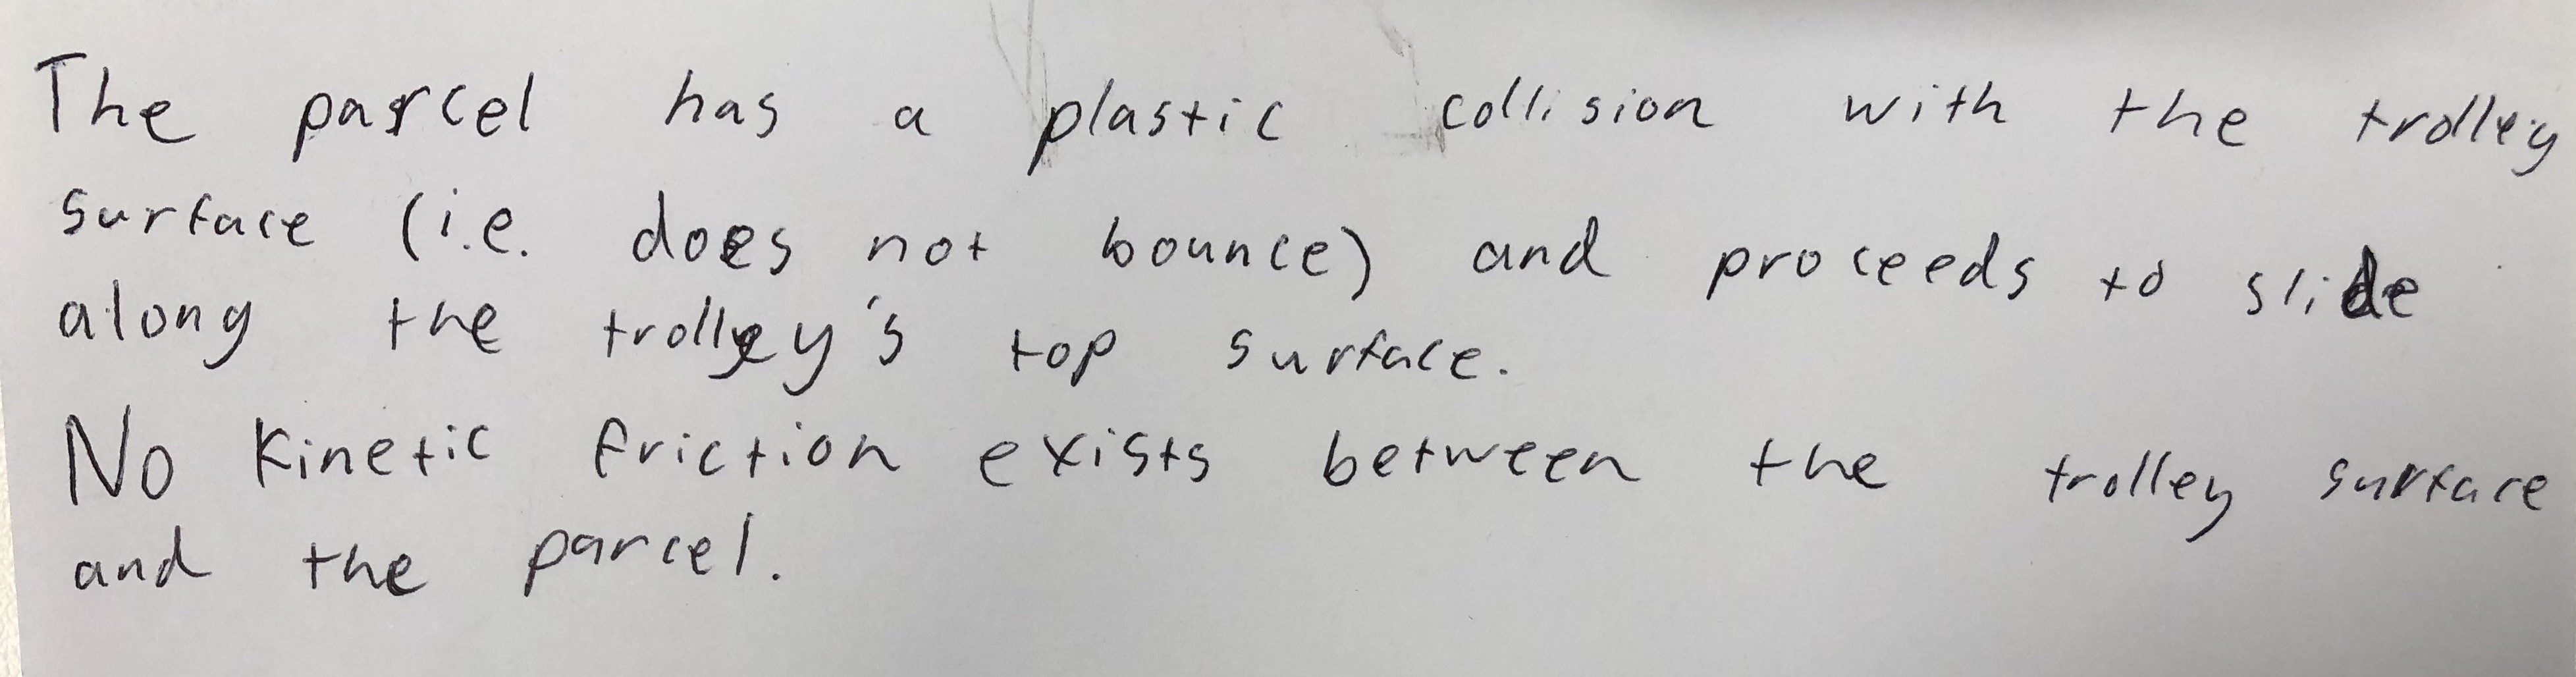 The parcel has a plastic collision with the trolley
surface (i.e. does not bounce) and proceeds to slide
along the trolley's top surface.
No kinetic friction exists between the trolley surface
and the parcel.